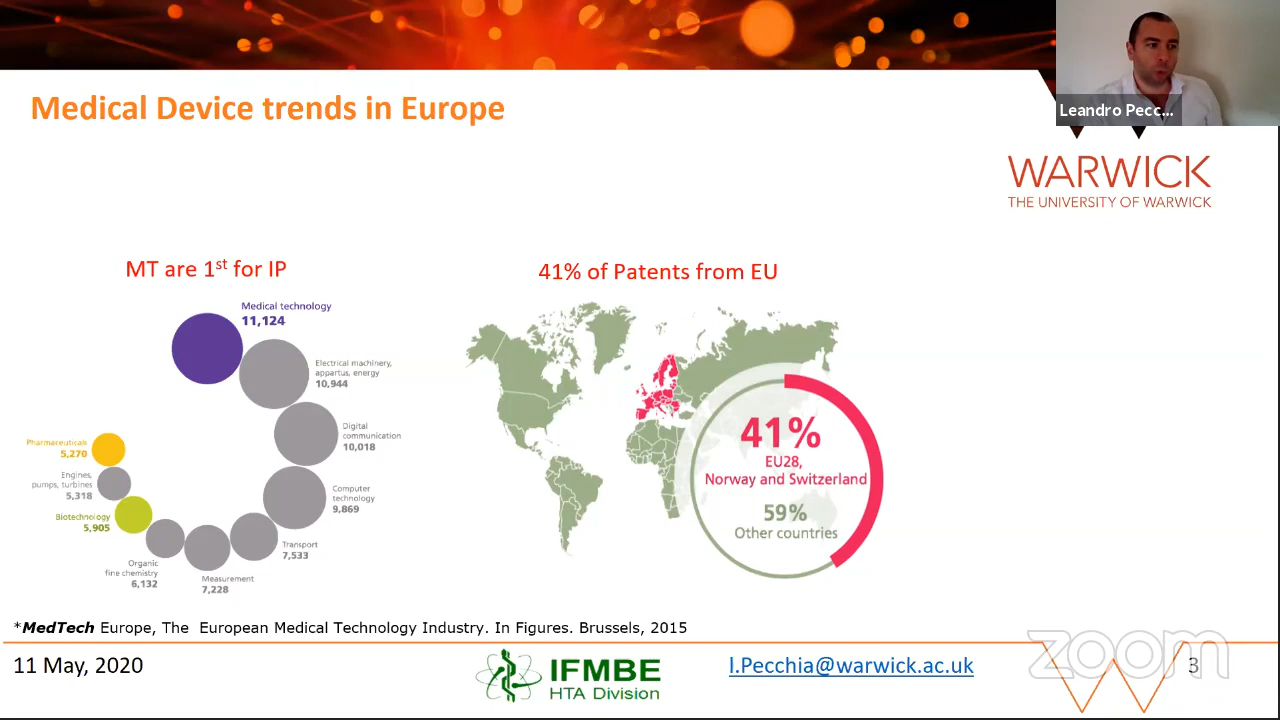 Leandro Pecc...
Medical Device trends in Europe
WARWICK
THE UNIVERSITY OF WARWICK
MT are 1st for IP
41% of Patents from EU
Medical technology
11,124
Electrical machinery,
appartus, energy
10,944
Digital
communication
10,018
Computer
technology
9,869
Transport
7,533
Measurement
7,228
Organic
fine chemistry
6,132
Biotechnology
5,905
Engines,
pumps, turbines
5,318
Pharmaceuticals
5,270
41%
EU28,
Norway and Switzerland
59%
Other countries
*MedTech Europe, The European Medical Technology Industry. In Figures. Brussels, 2015
11 May, 2020
IFMBE
HTA Division
l.Pecchia@warwick.ac.uk
zoom
3